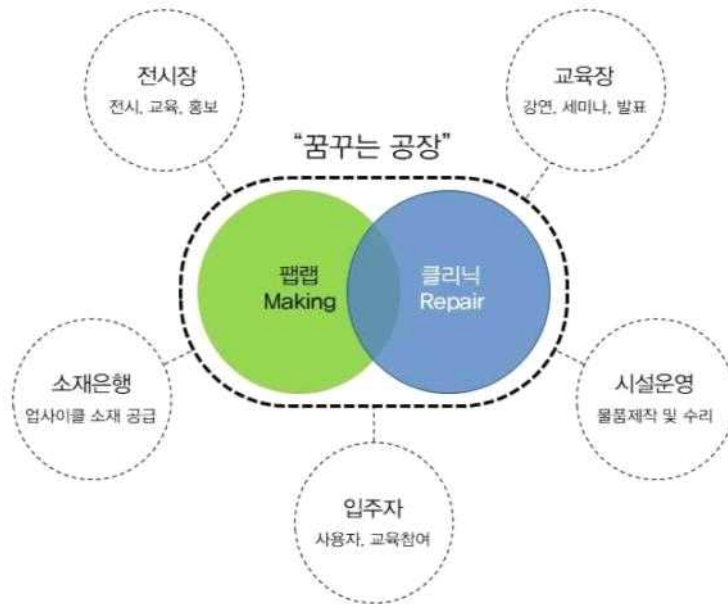 전시장
전시, 교육, 홍보
교육장
강연, 세미나, 발표
“꿈꾸는 공장”
팹랩
Making
클리닉
Repair
소재은행
업사이클 소재 공급
시설운영
물품제작 및 수리
입주자
사용자, 교육참여